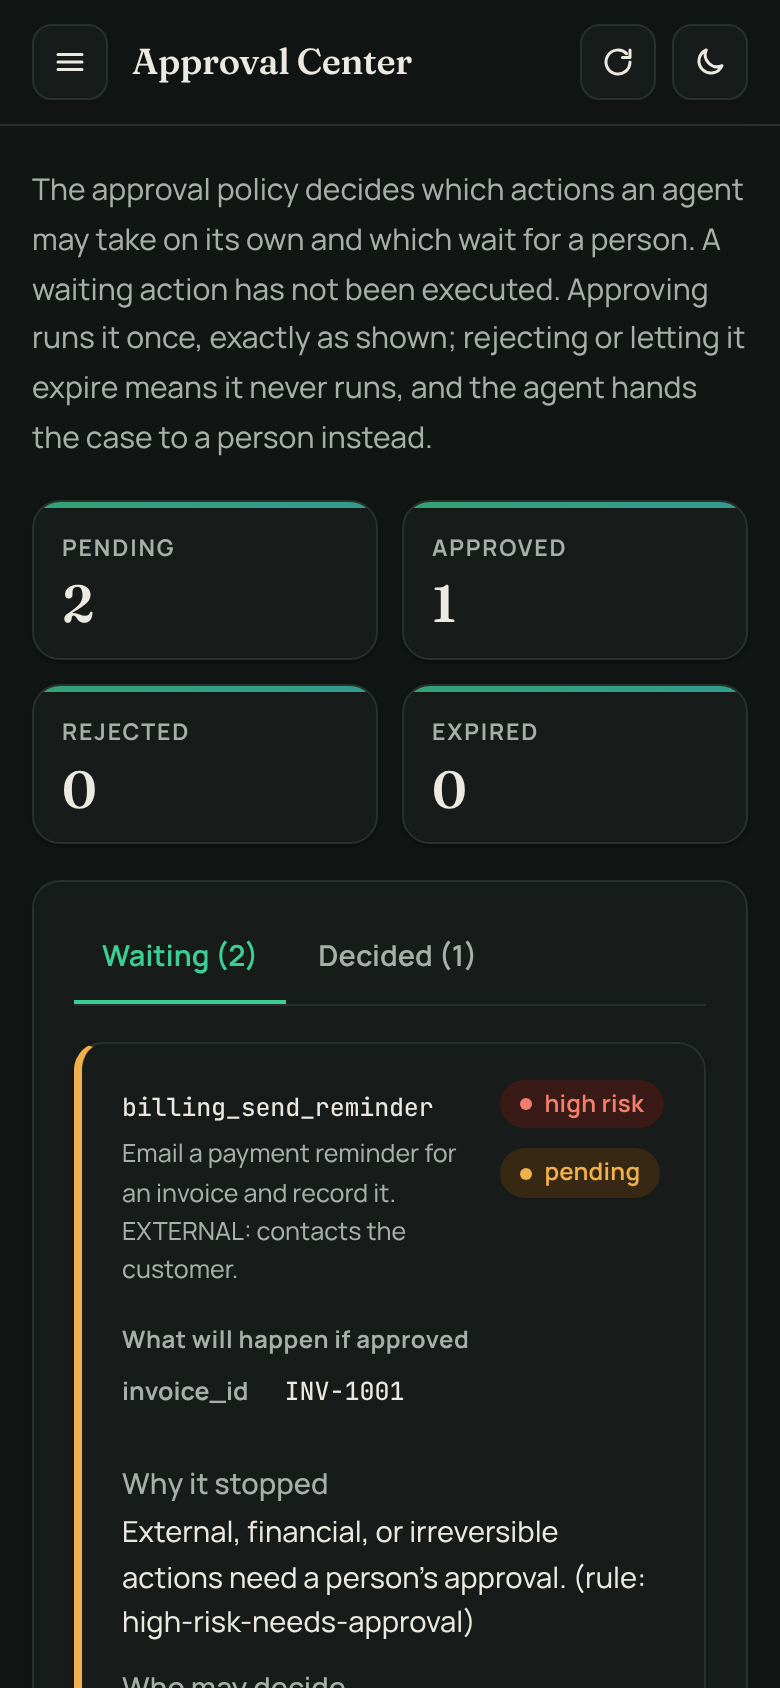 Approval Center
The approval policy decides which actions an agent
may take on its own and which wait for a person. A
waiting action has not been executed. Approving
runs it once, exactly as shown; rejecting or letting it
expire means it never runs, and the agent hands
the case to a person instead.
PENDING
2
APPROVED
1
REJECTED
0
EXPIRED
0
Waiting (2)
Decided (1)
billing_send_reminder
high risk
pending
Email a payment reminder for
an invoice and record it.
EXTERNAL: contacts the
customer.
What will happen if approved
invoice_id INV-1001
Why it stopped
External, financial, or irreversible
actions need a person’s approval. (rule:
high-risk-needs-approval)
Who may decide